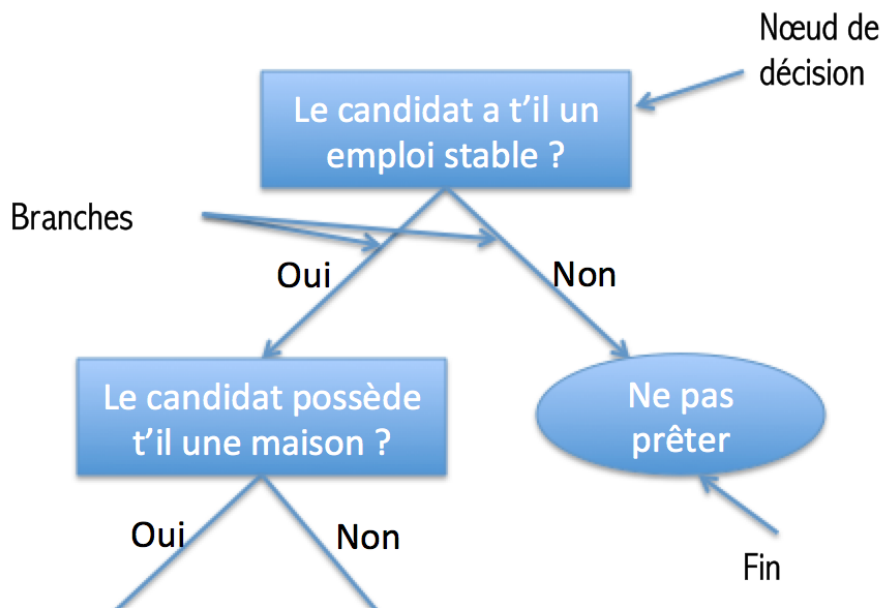 Nœud de
décision
Le candidat a t'il un
emploi stable ?
Branches
Oui
Non
Le candidat possède
t'il une maison ?
Ne pas
prêter
Oui
Non
Fin